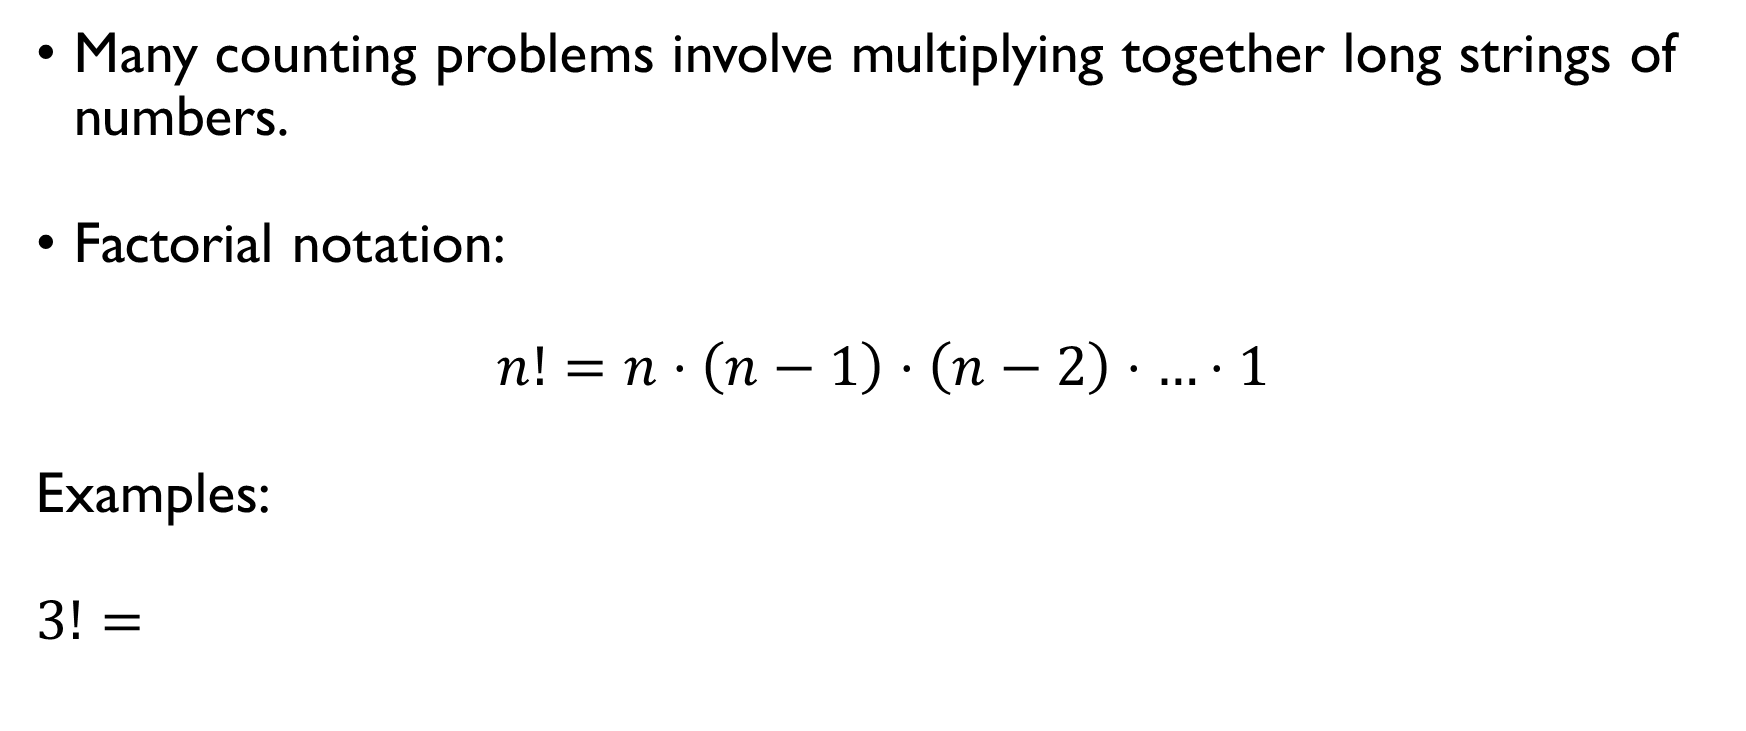 • Many counting problems involve multiplying together long strings of
numbers.
• Factorial notation:
n! = n · (n − 1) · (n − 2) · … · 1
Examples:
3! =